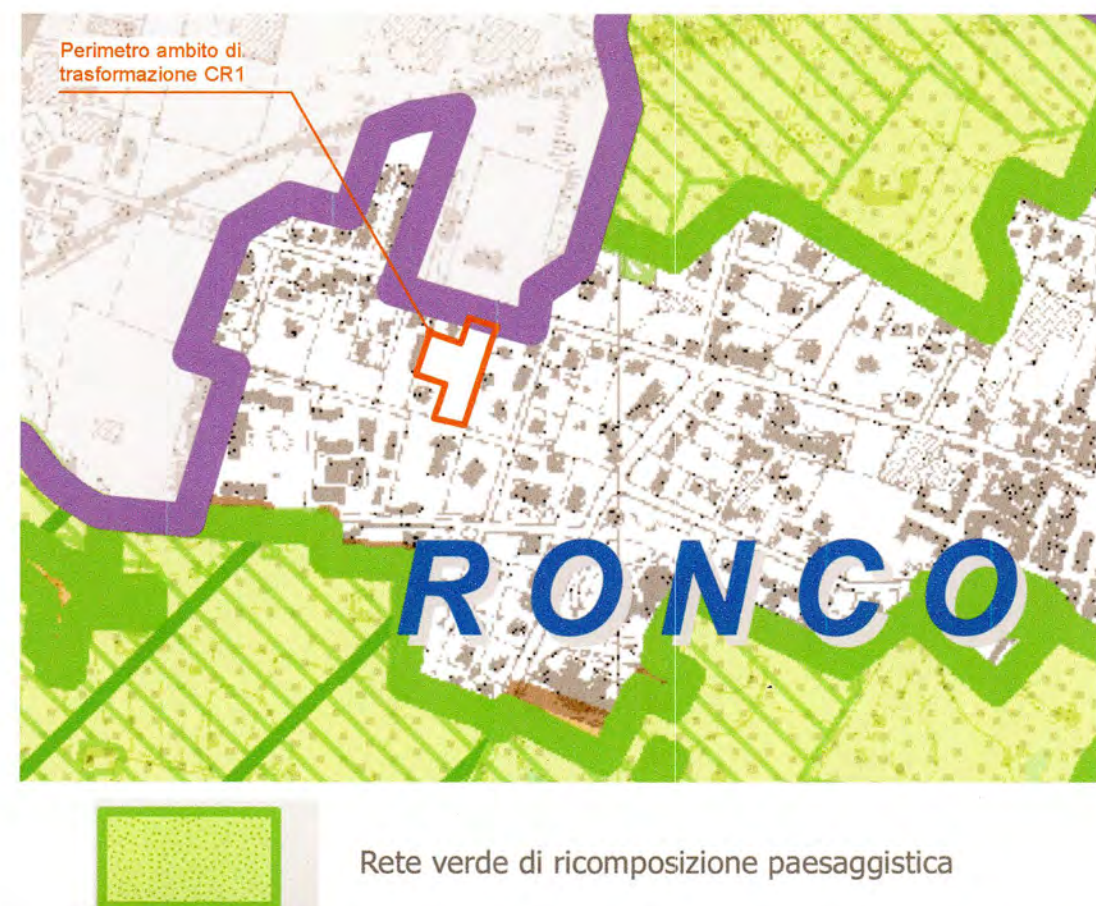 Perimetro ambito di
trasformazione CR1
RONCO
Rete verde di ricomposizione paesaggistica